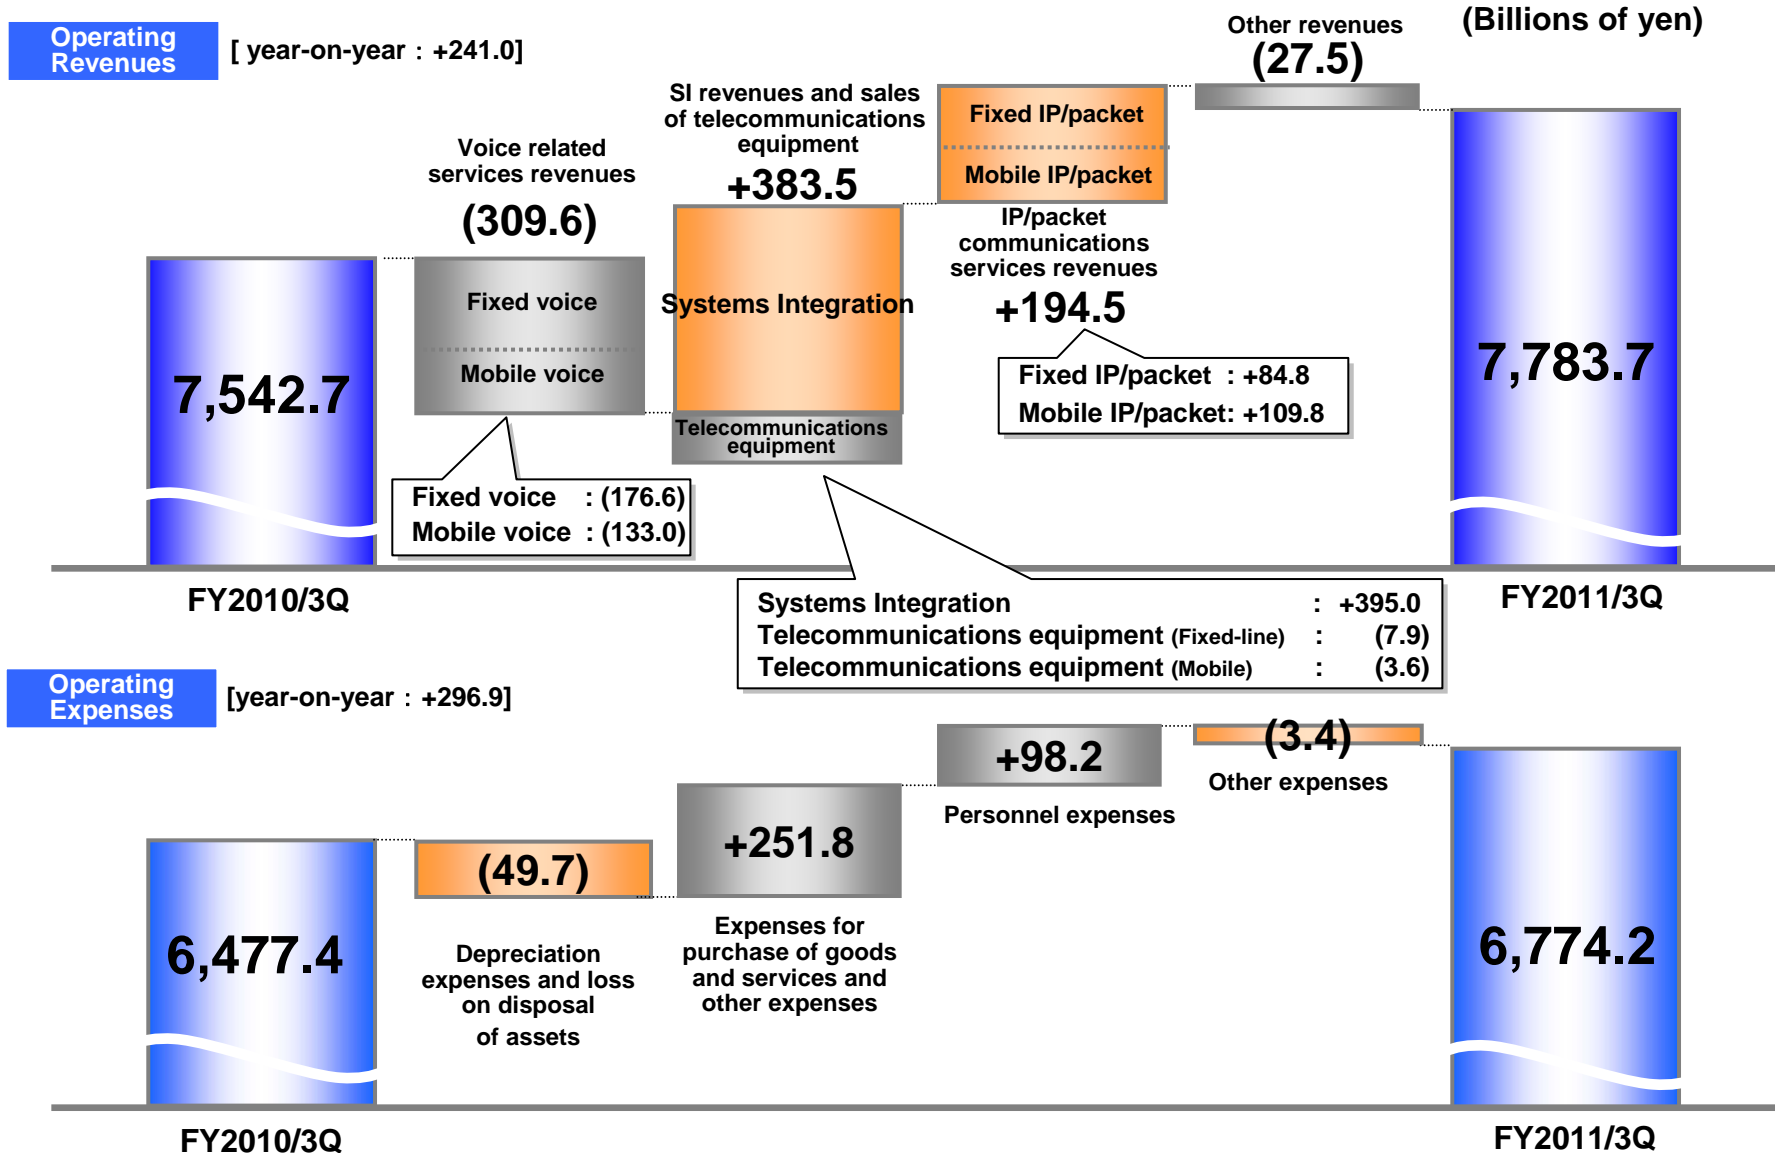 (Billions of yen)
Operating
Revenues
[ year-on-year : +241.0]
Other revenues
(27.5)
SI revenues and sales
of telecommunications
equipment
+383.5
Fixed IP/packet
Mobile IP/packet
Voice related
services revenues
(309.6)
IP/packet
communications
services revenues
+194.5
Fixed voice
Mobile voice
Systems Integration
Telecommunications
equipment
7,542.7
7,783.7
Fixed IP/packet : +84.8
Mobile IP/packet: +109.8
Fixed voice : (176.6)
Mobile voice : (133.0)
FY2010/3Q
FY2011/3Q
Systems Integration : +395.0
Telecommunications equipment (Fixed-line) : (7.9)
Telecommunications equipment (Mobile) : (3.6)
Operating
Expenses
[year-on-year : +296.9]
(3.4)
Other expenses
+98.2
Personnel expenses
+251.8
(49.7)
Expenses for
purchase of goods
and services and
other expenses
Depreciation
expenses and loss
on disposal
of assets
6,477.4
6,774.2
FY2010/3Q
FY2011/3Q